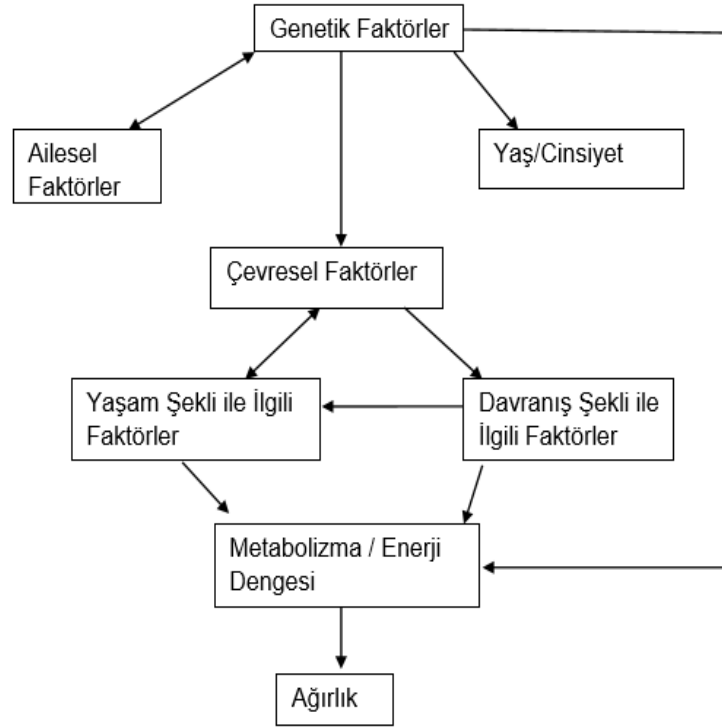 Genetik Faktörler
Ailesel
Faktörler
Yaş/Cinsiyet
Çevresel Faktörler
Yaşam Şekli ile İlgili
Faktörler
Davranış Şekli ile
İlgili Faktörler
Metabolizma / Enerji
Dengesi
Ağırlık